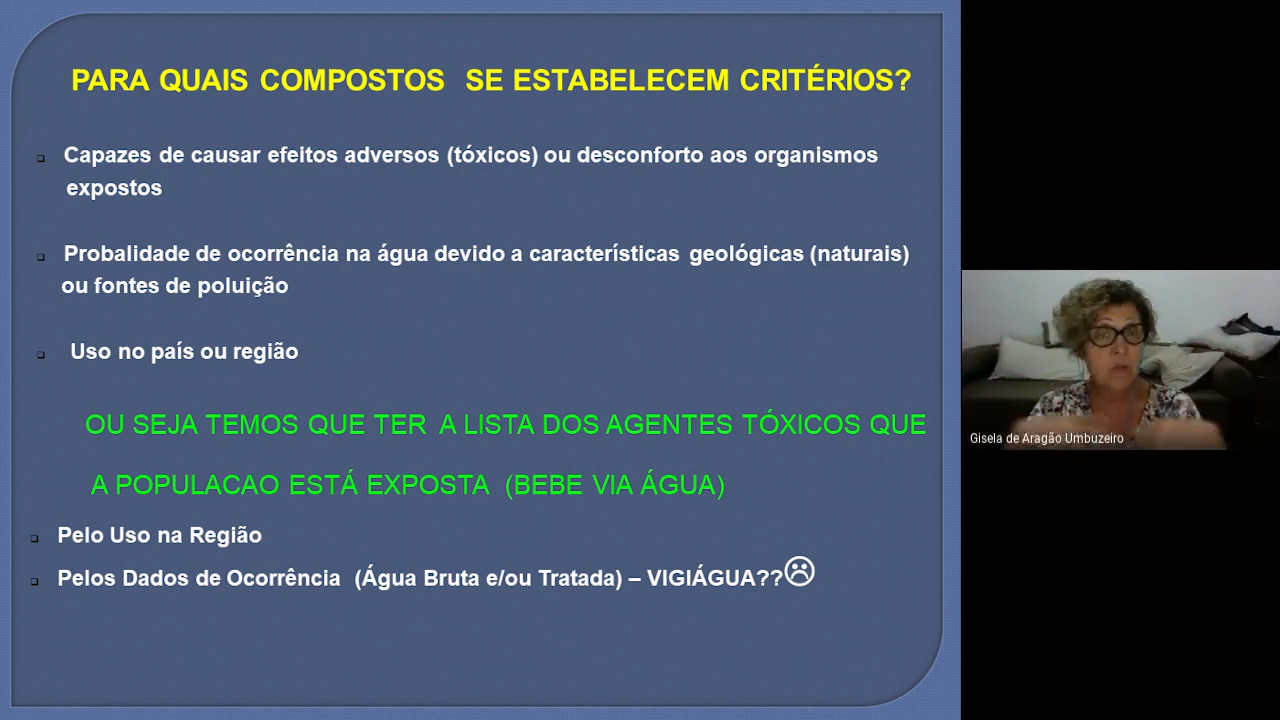 PARA QUAIS COMPOSTOS SE ESTABELECEM CRITÉRIOS?
Capazes de causar efeitos adversos (tóxicos) ou desconforto aos organismos
expostos
Probalidade de ocorrência na água devido a características geológicas (naturais)
ou fontes de poluição
Uso no país ou região
OU SEJA TEMOS QUE TER A LISTA DOS AGENTES TÓXICOS QUE
A POPULACAO ESTÁ EXPOSTA (BEBE VIA ÁGUA)
Pelo Uso na Região
Pelos Dados de Ocorrência (Água Bruta e/ou Tratada) – VIGIÁGUA??☹
Gisela de Aragão Umbuzeiro